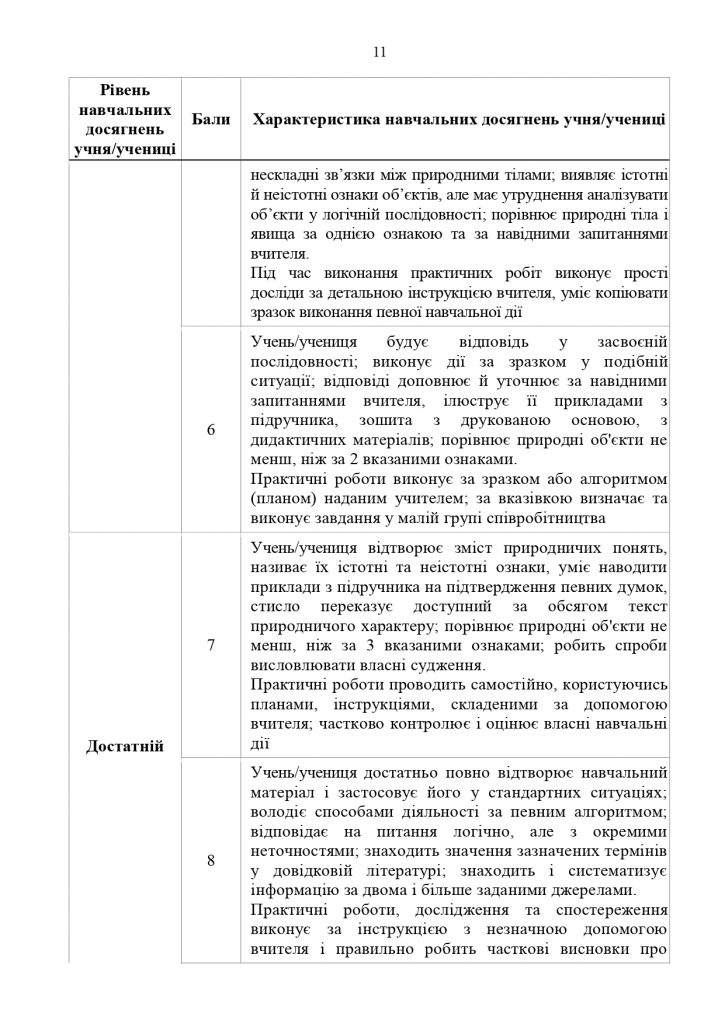 11
Рівень
навчальних
досягнень
учня/учениці
Бали
Характеристика навчальних досягнень учня/учениці
нескладні зв’язки між природними тілами; виявляє істотні
й неістотні ознаки об’єктів, але має утруднення аналізувати
об’єкти у логічній послідовності; порівнює природні тіла і
явища за однією ознакою та за навідними запитаннями
вчителя.
Під час виконання практичних робіт виконує прості
досліди за детальною інструкцією вчителя, уміє копіювати
зразок виконання певної навчальної дії
6
Учень/учениця будує відповідь у засвоєній
послідовності; виконує дії за зразком у подібній
ситуації; відповіді доповнює й уточнює за навідними
запитаннями вчителя, ілюструє її прикладами з
підручника, зошита з друкованою основою, з
дидактичних матеріалів; порівнює природні об'єкти не
менш, ніж за 2 вказаними ознаками.
Практичні роботи виконує за зразком або алгоритмом
(планом) наданим учителем; за вказівкою визначає та
виконує завдання у малій групі співробітництва
Достатній
7
Учень/учениця відтворює зміст природничих понять,
називає їх істотні та неістотні ознаки, уміє наводити
приклади з підручника на підтвердження певних думок,
стисло переказує доступний за обсягом текст
природничого характеру; порівнює природні об'єкти не
менш, ніж за 3 вказаними ознаками; робить спроби
висловлювати власні судження.
Практичні роботи проводить самостійно, користуючись
планами, інструкціями, складеними за допомогою
вчителя; частково контролює і оцінює власні навчальні
дії
8
Учень/учениця достатньо повно відтворює навчальний
матеріал і застосовує його у стандартних ситуаціях;
володіє способами діяльності за певним алгоритмом;
відповідає на питання логічно, але з окремими
неточностями; знаходить значення зазначених термінів
у довідковій літературі; знаходить і систематизує
інформацію за двома і більше заданими джерелами.
Практичні роботи, дослідження та спостереження
виконує за інструкцією з незначною допомогою
вчителя і правильно робить часткові висновки про